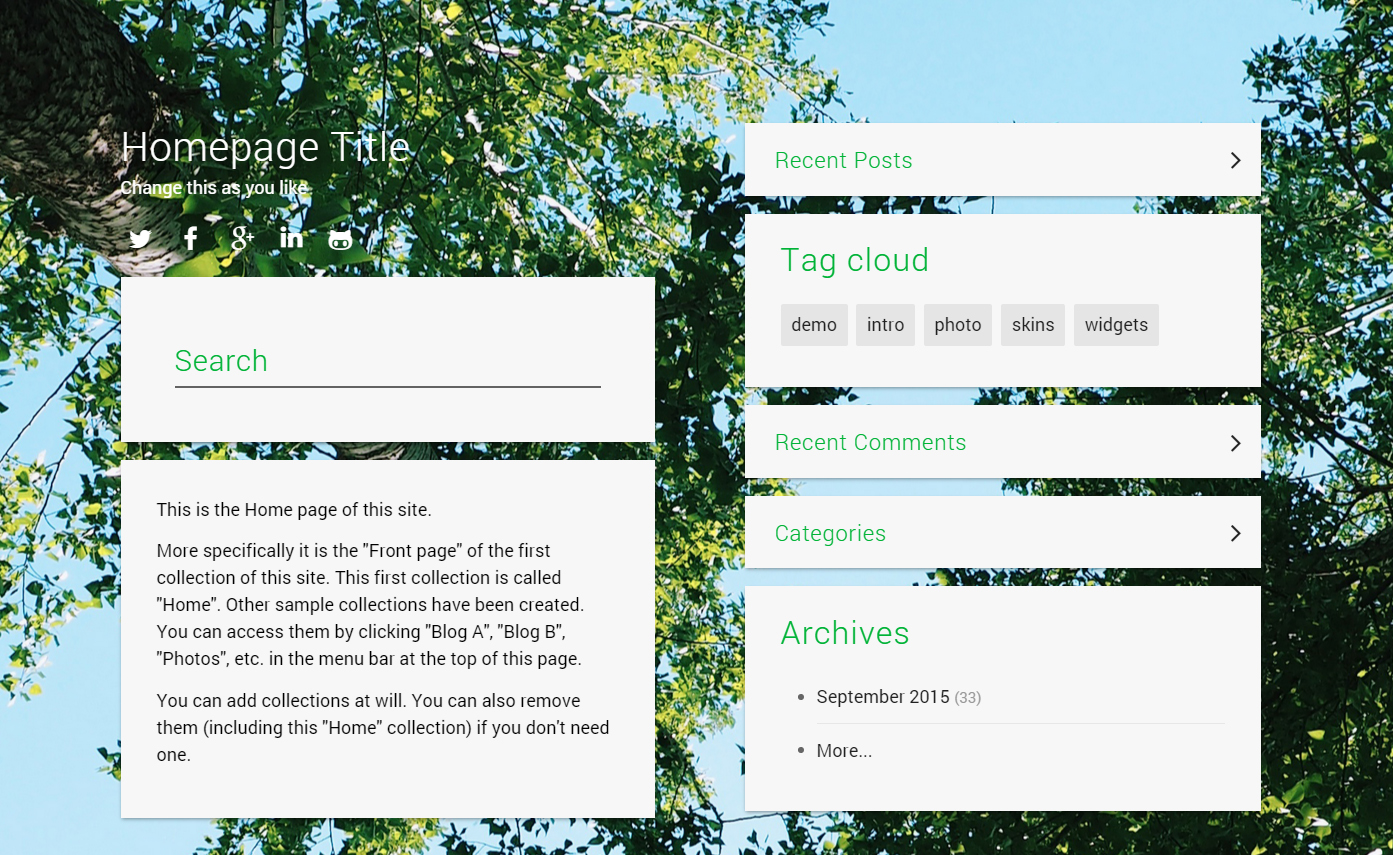 Homepage Title
Change this as you like
Search
This is the Home page of this site.
More specifically it is the "Front page" of the first
collection of this site. This first collection is called
"Home". Other sample collections have been created.
You can access them by clicking "Blog A", "Blog B",
"Photos", etc. in the menu bar at the top of this page.
You can add collections at will. You can also remove
them (including this "Home" collection) if you don't need
one.
Recent Posts
Tag cloud
demo intro photo skins widgets
Recent Comments
Categories
Archives
September 2015 (33)
More...